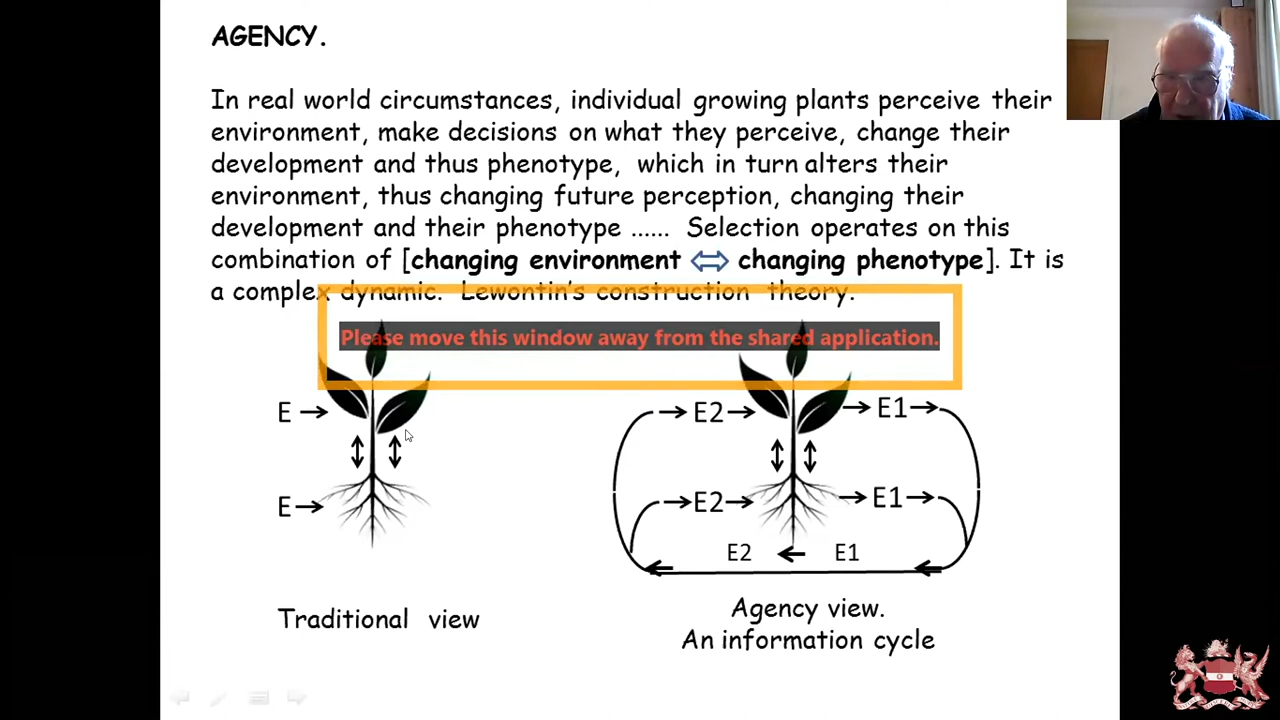 AGENCY.
In real world circumstances, individual growing plants perceive their
environment, make decisions on what they perceive, change their
development and thus phenotype, which in turn alters their
environment, thus changing future perception, changing their
development and their phenotype ...... Selection operates on this
combination of [changing environment ⇔ changing phenotype]. It is
a complex dynamic. Lewontin's construction theory.
Please move this window away from the shared application.
E →
E →
Traditional view
→ E2 →
→ E1 →
→ E2 →
→ E1 →
E2 ← E1
Agency view.
An information cycle